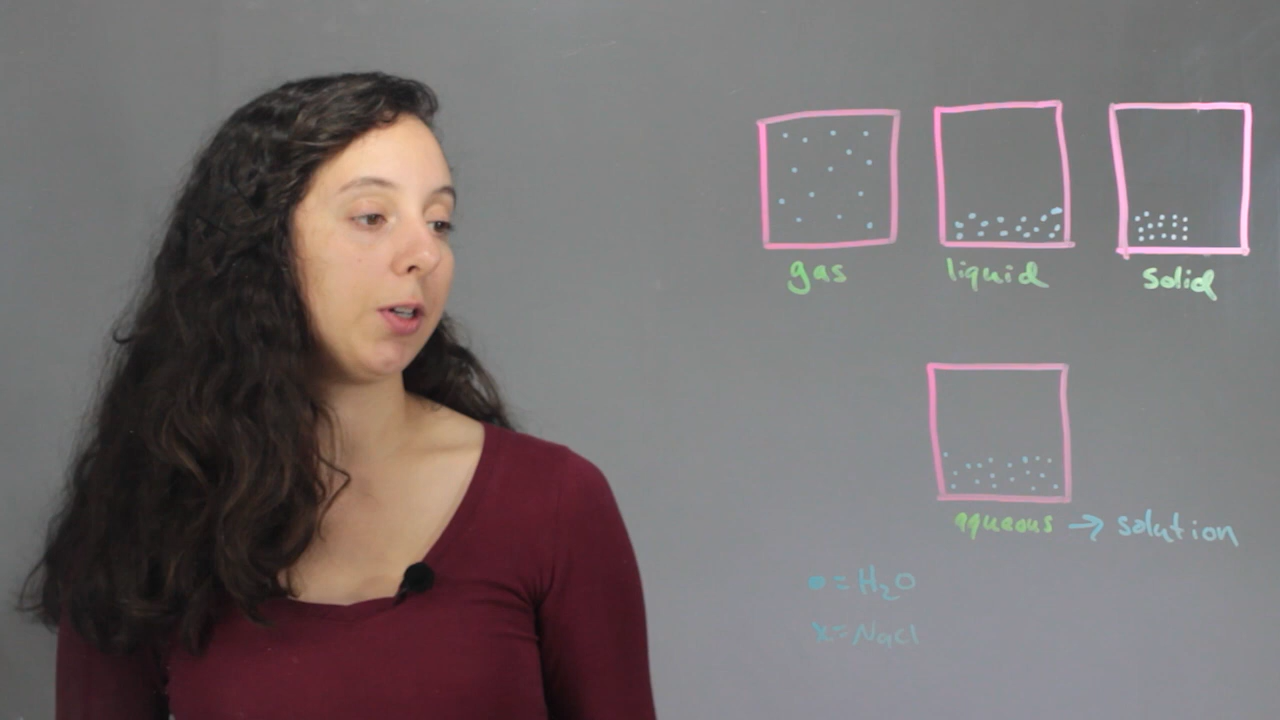 gas liquid solid
aqueous → solution
• = H₂O
x = NaCl